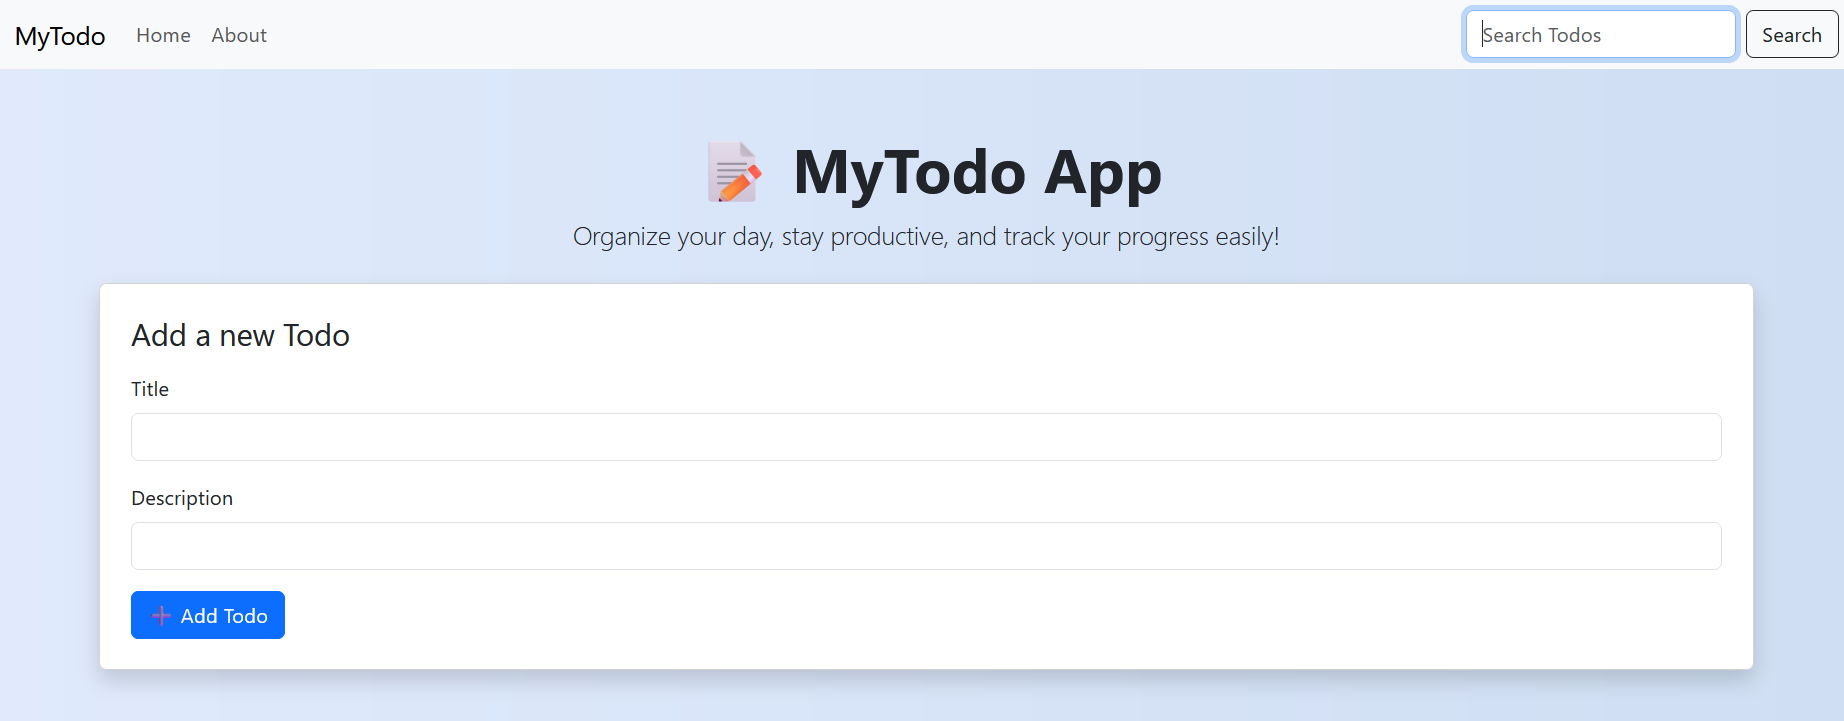 MyTodo Home About Search Todos Search
MyTodo App
Organize your day, stay productive, and track your progress easily!
Add a new Todo
Title
Description
Add Todo